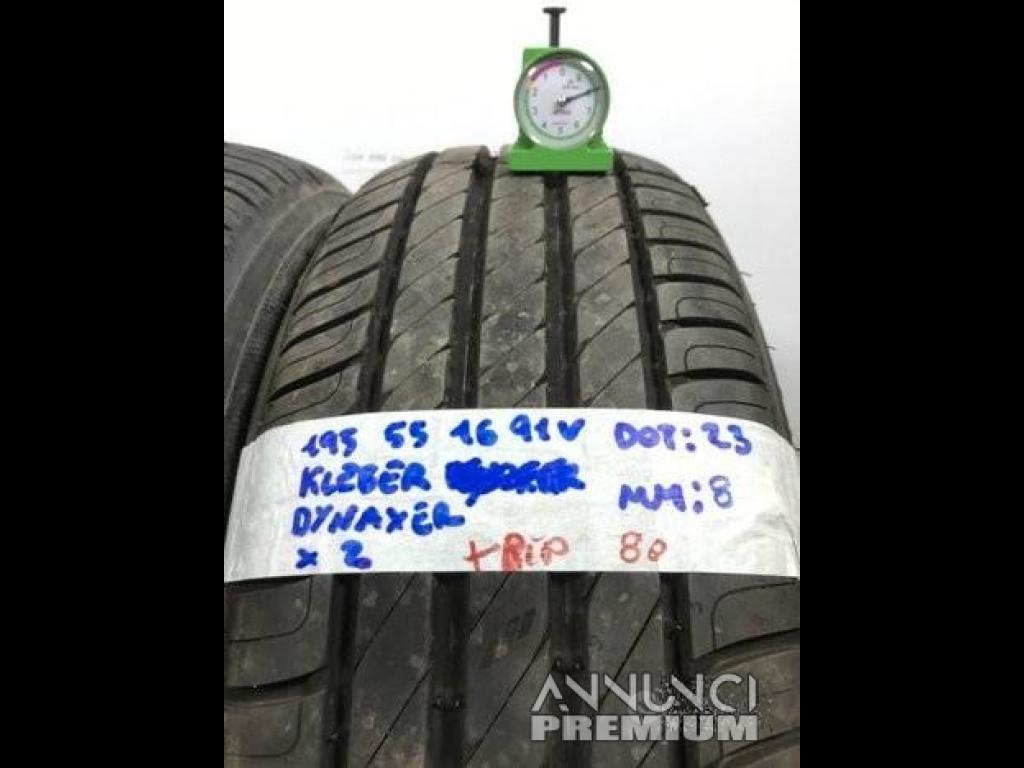 195 55 16 91V DOT: 23
KLEBER
MM: 8
DYNAXER
x 2 + RIP 80
ANNUNCI
PREMIUM